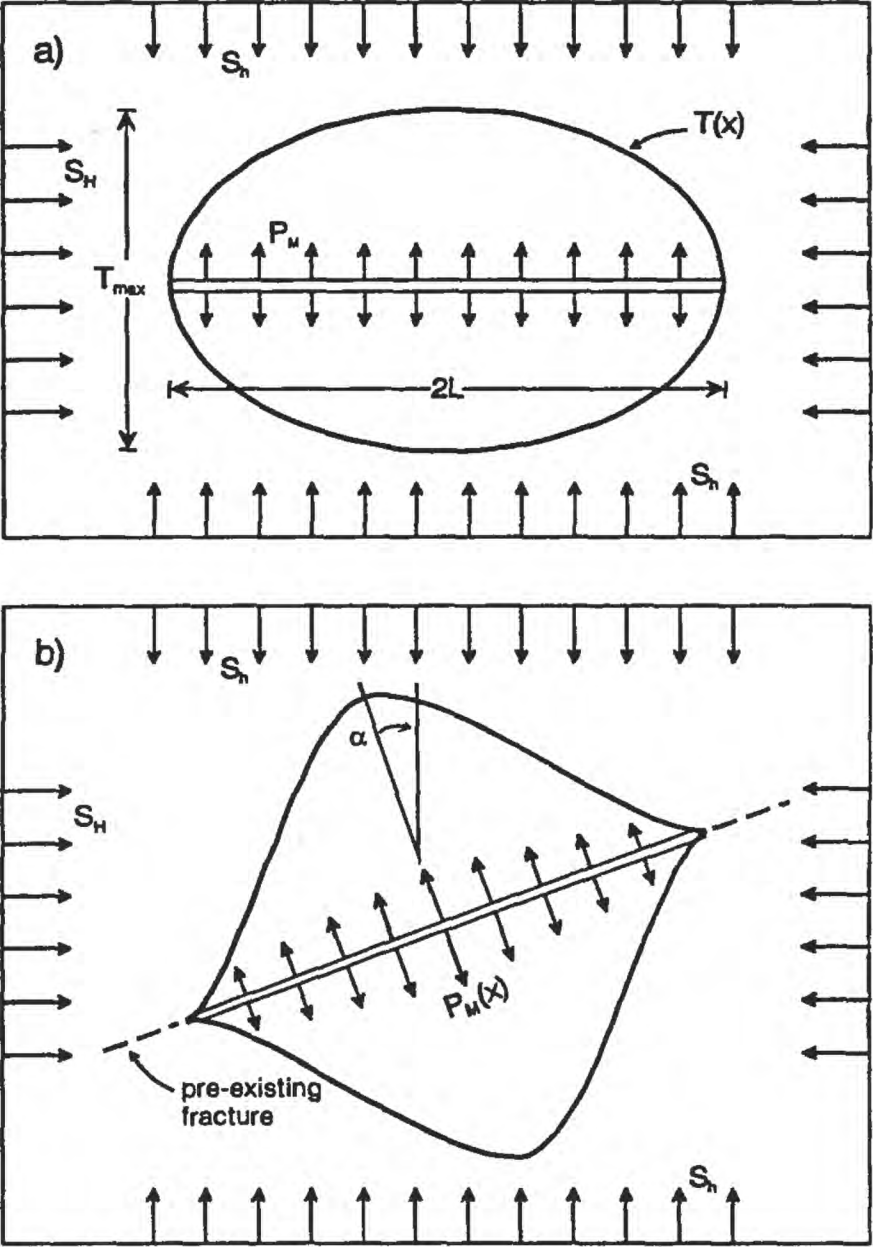 a)
Sh
T(x)
SH
PM
Tmax
2L
Sh
b)
Sh
α
SH
PM(x)
pre-existing
fracture
Sh